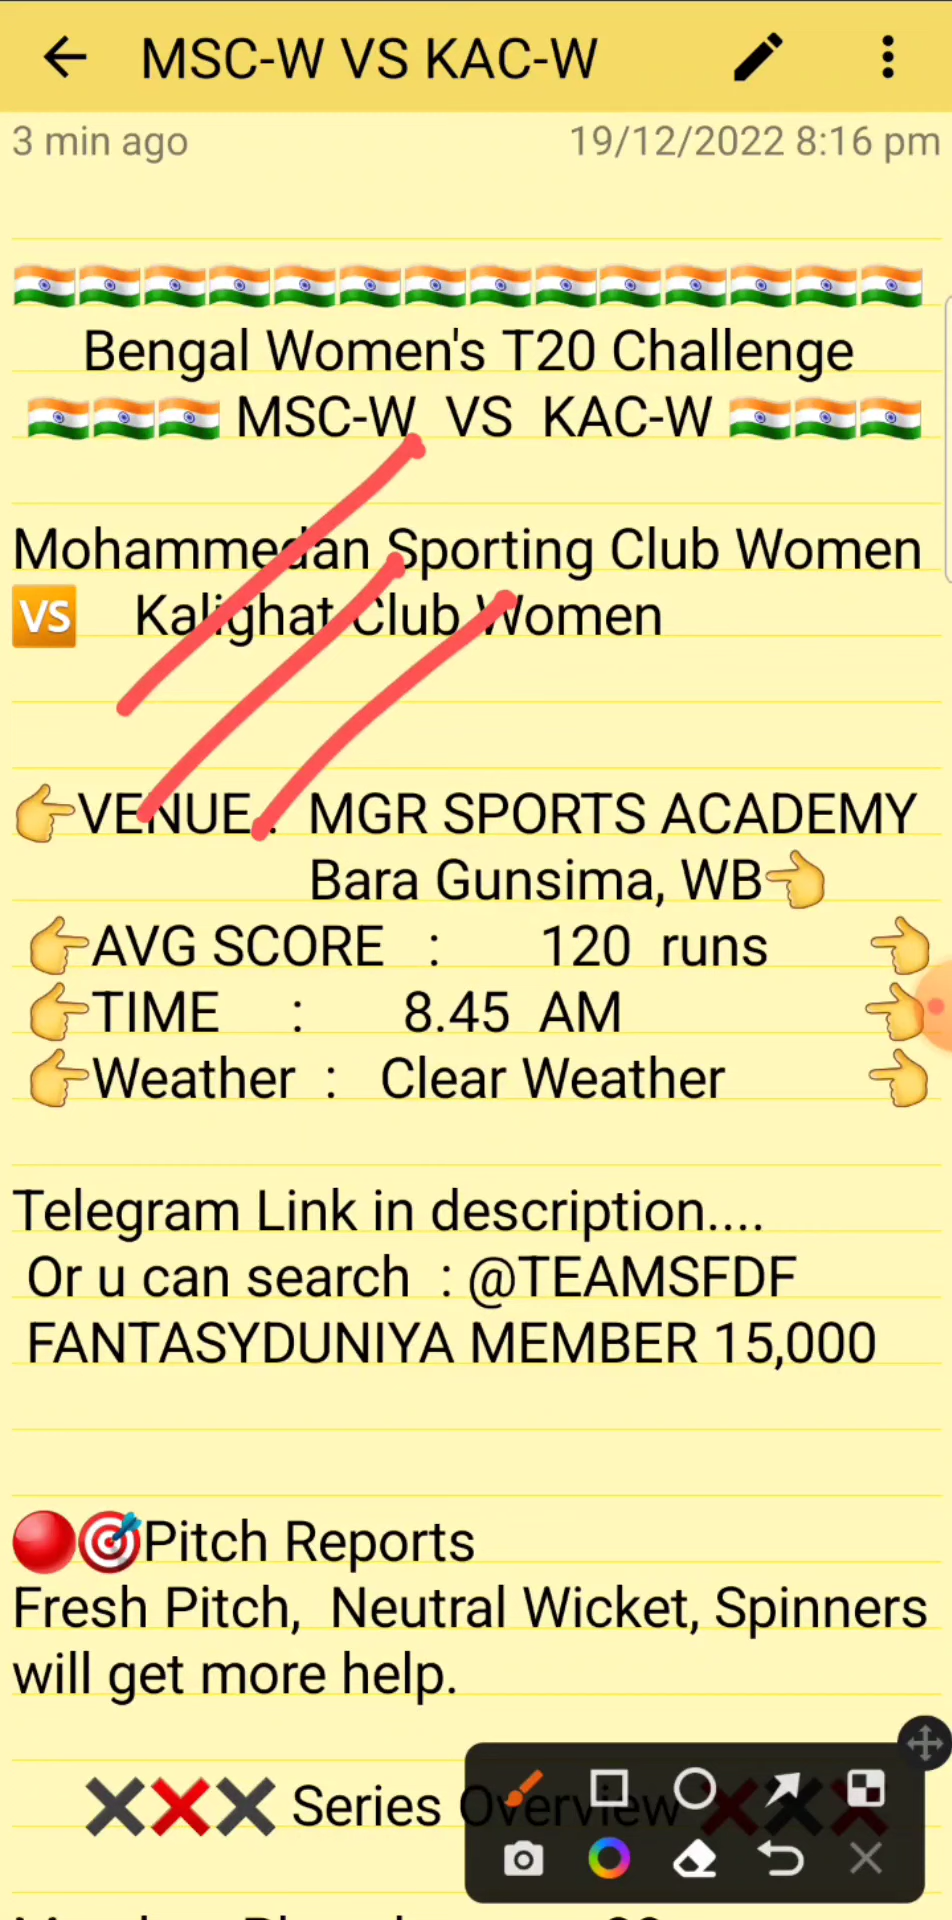 MSC-W VS KAC-W
3 min ago 19/12/2022 8:16 pm
Bengal Women's T20 Challenge
MSC-W VS KAC-W
Mohammedan Sporting Club Women
VS Kalighat Club Women
VENUE : MGR SPORTS ACADEMY
Bara Gunsima, WB
AVG SCORE : 120 runs
TIME : 8.45 AM
Weather : Clear Weather
Telegram Link in description....
Or u can search : @TEAMSFDF
FANTASYDUNIYA MEMBER 15,000
Pitch Reports
Fresh Pitch, Neutral Wicket, Spinners
will get more help.
Series Overview